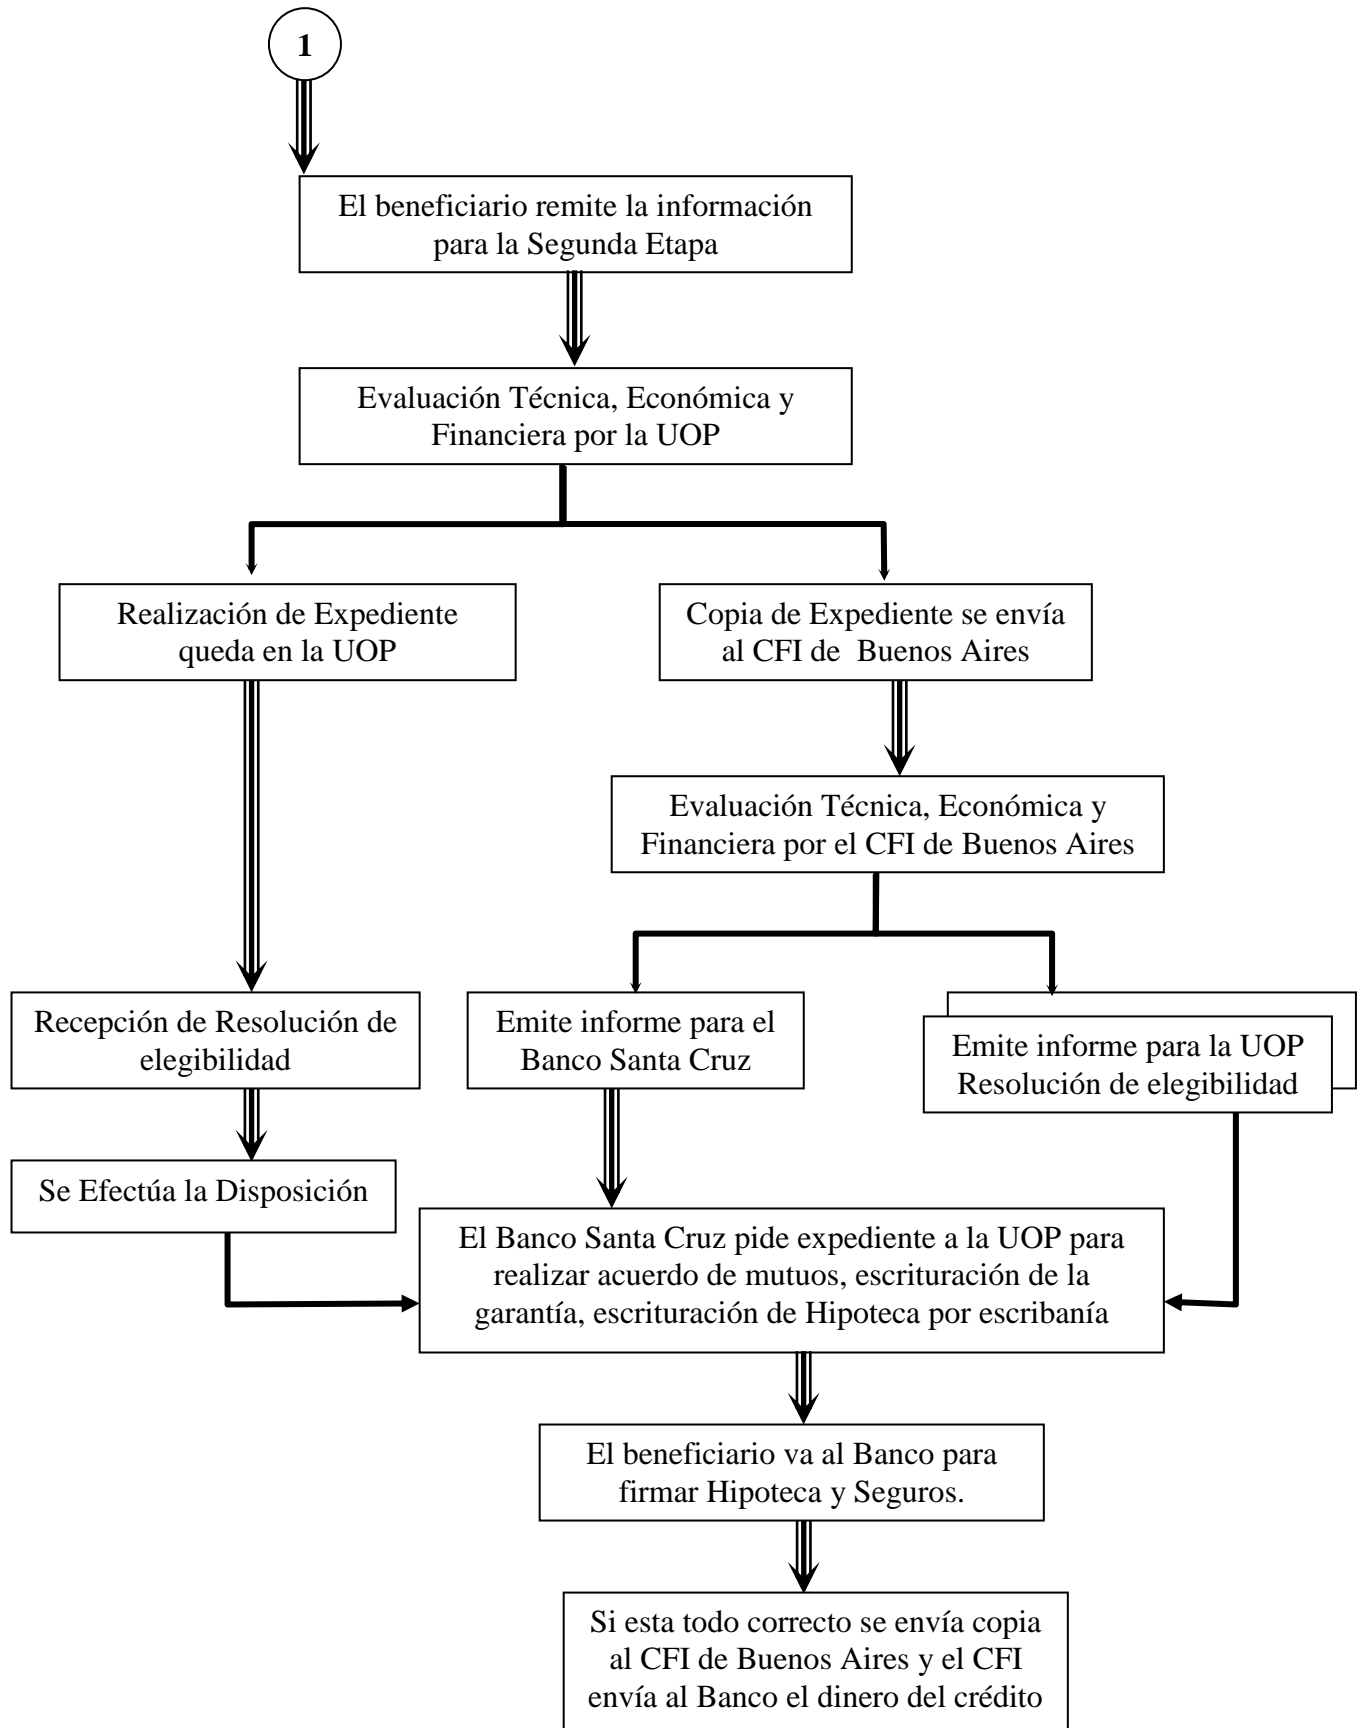 1
El beneficiario remite la información
para la Segunda Etapa
Evaluación Técnica, Económica y
Financiera por la UOP
Realización de Expediente
queda en la UOP
Copia de Expediente se envía
al CFI de  Buenos Aires
Evaluación Técnica, Económica y
Financiera por el CFI de Buenos Aires
Recepción de Resolución de
elegibilidad
Emite informe para el
Banco Santa Cruz
Emite informe para la UOP
Resolución de elegibilidad
Se Efectúa la Disposición
El Banco Santa Cruz pide expediente a la UOP para
realizar acuerdo de mutuos, escrituración de la
garantía, escrituración de Hipoteca por escribanía
El beneficiario va al Banco para
firmar Hipoteca y Seguros.
Si esta todo correcto se envía copia
al CFI de Buenos Aires y el CFI
envía al Banco el dinero del crédito